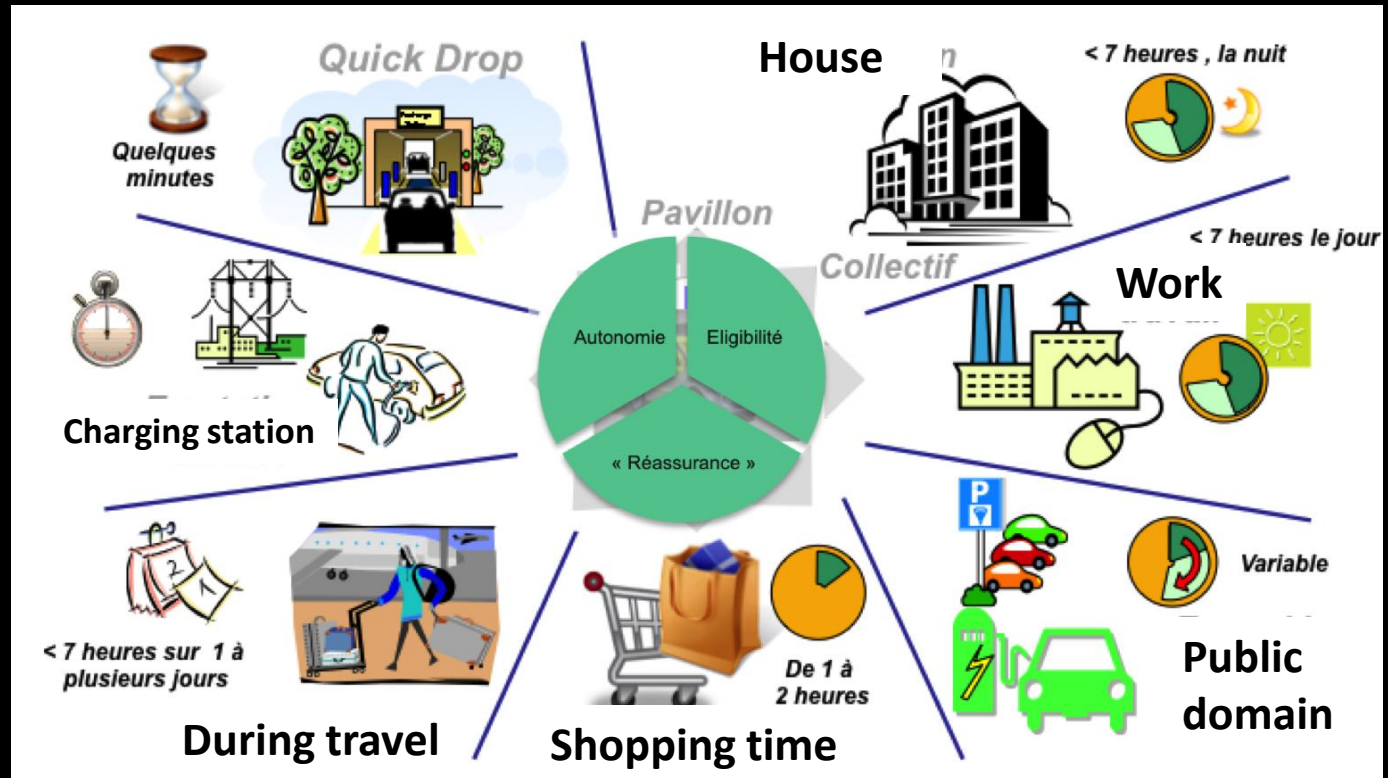 Quick Drop
Quelques
minutes
House
< 7 heures , la nuit
Pavillon
Collectif
< 7 heures le jour
Work
Autonomie
Eligibilité
« Réassurance »
Charging station
P
Variable
Public
domain
2
1
< 7 heures sur 1 à
plusieurs jours
During travel
De 1 à
2 heures
Shopping time